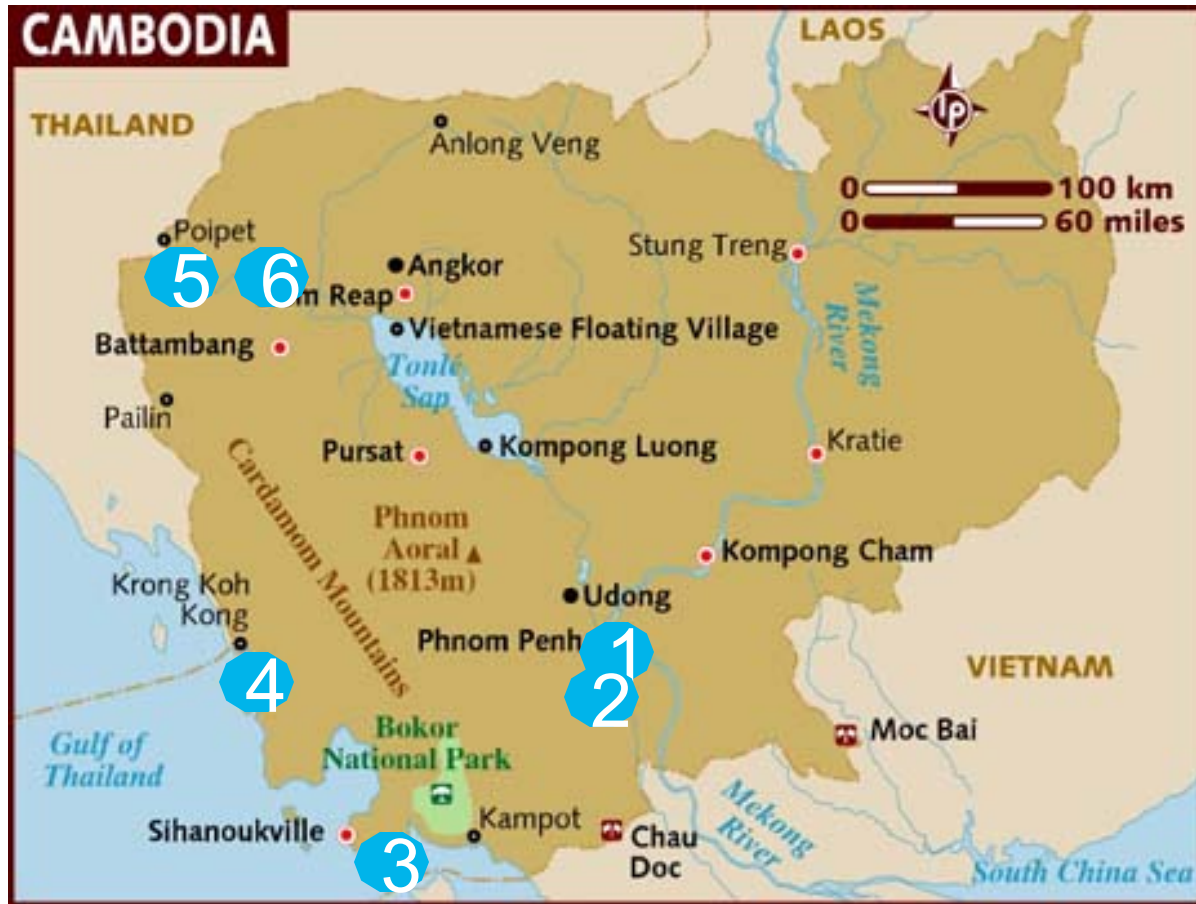 CAMBODIA
LAOS
THAILAND
lp
Anlong Veng
0 100 km
0 60 miles
Poipet
Stung Treng
5 6
Angkor
m Reap
Mekong
River
Vietnamese Floating Village
Battambang
Tonlé
Sap
Pailin
Pursat
Kompong Luong
Kratie
Cardamom Mountains
Phnom
Aoral
(1813m)
Kompong Cham
Krong Koh
Kong
Udong
Phnom Penh
1
VIETNAM
4
2
Bokor
National Park
Gulf of
Thailand
Moc Bai
Sihanoukville
Kampot
Mekong
River
Chau
Doc
3
South China Sea